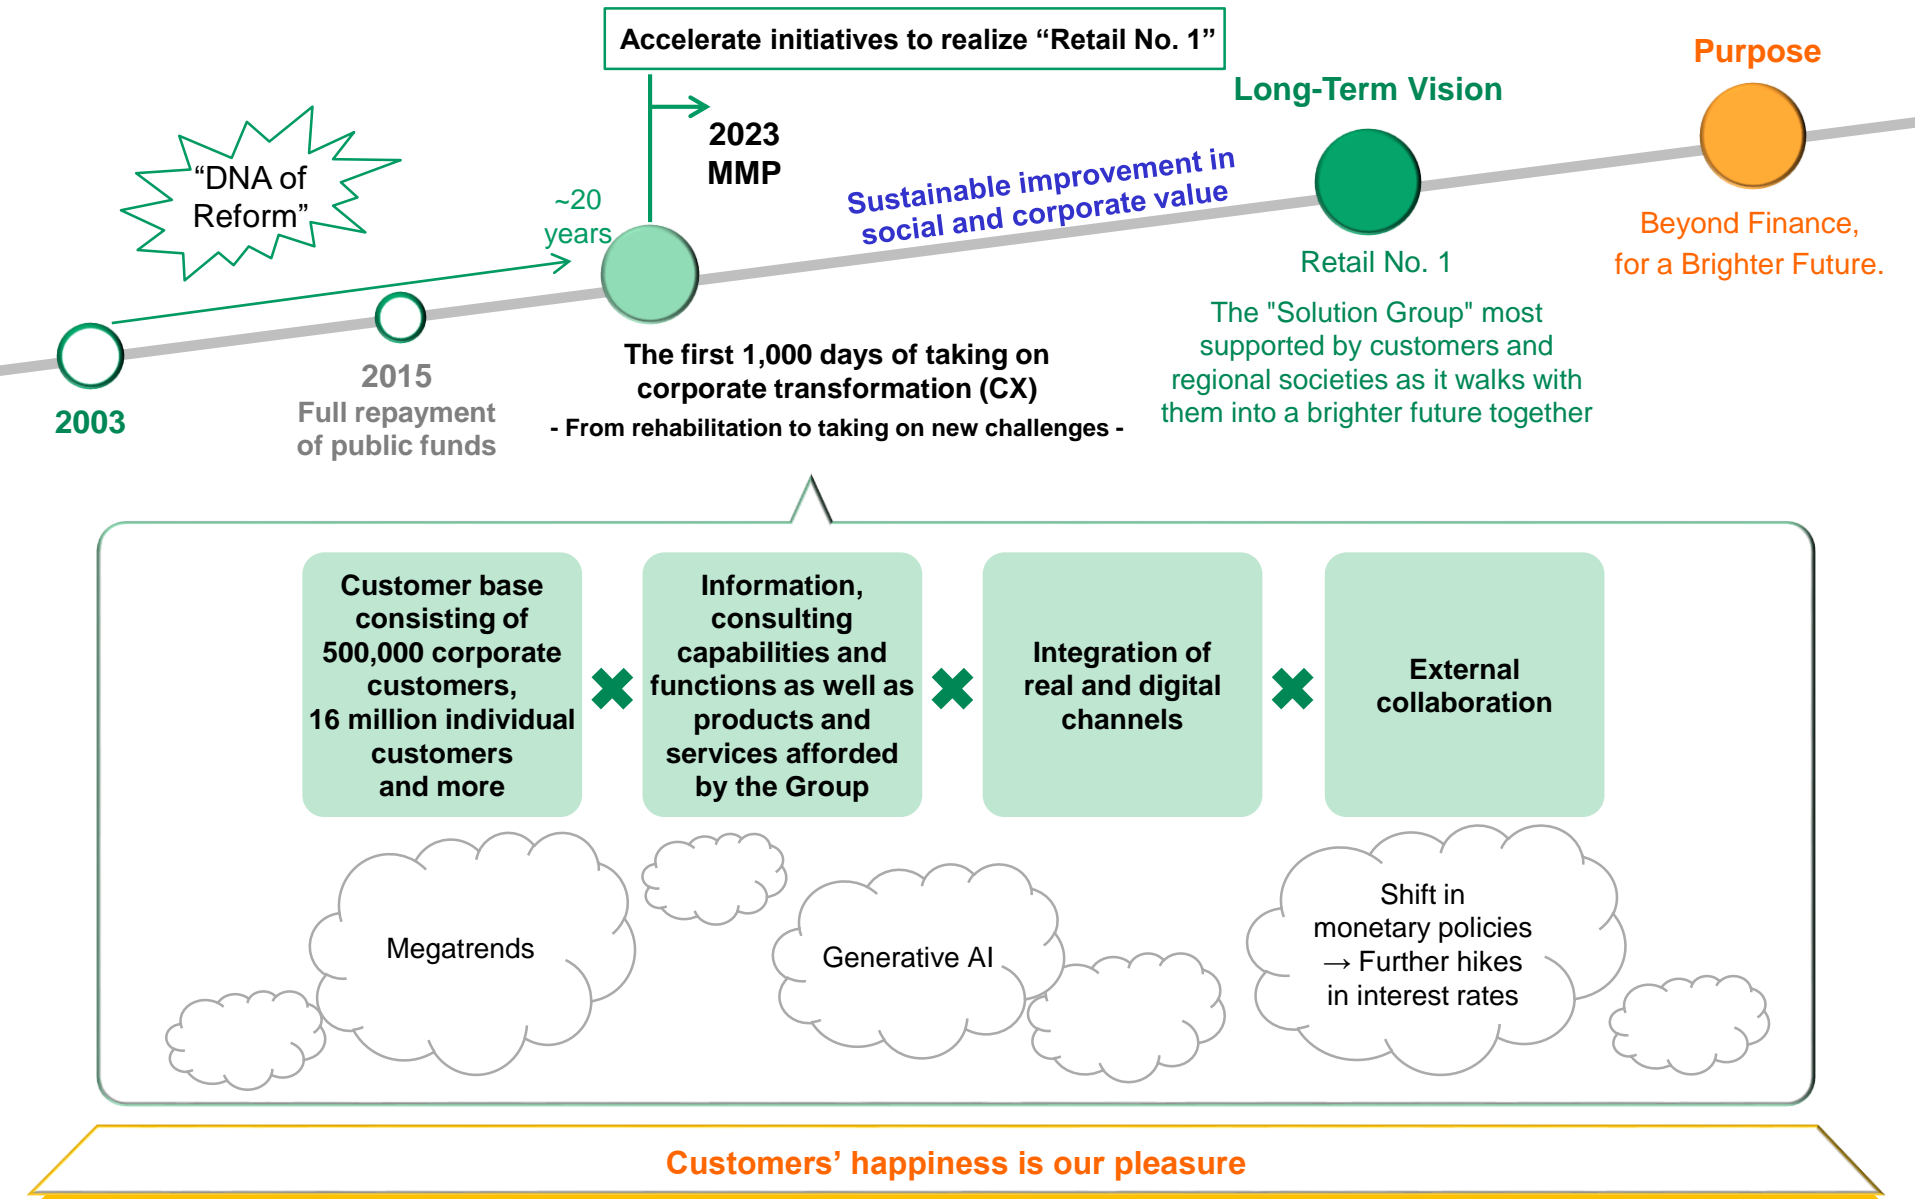 Accelerate initiatives to realize “Retail No. 1”
Purpose
Long-Term Vision
2023
MMP
“DNA of
Reform”
~20
years
Sustainable improvement in
social and corporate value
Beyond Finance,
for a Brighter Future.
Retail No. 1
The "Solution Group" most
supported by customers and
regional societies as it walks with
them into a brighter future together
2003
2015
Full repayment
of public funds
The first 1,000 days of taking on
corporate transformation (CX)
- From rehabilitation to taking on new challenges -
Customer base
consisting of
500,000 corporate
customers,
16 million individual
customers
and more
Information,
consulting
capabilities and
functions as well as
products and
services afforded
by the Group
Integration of
real and digital
channels
External
collaboration
Megatrends
Generative AI
Shift in
monetary policies
→ Further hikes
in interest rates
Customers’ happiness is our pleasure